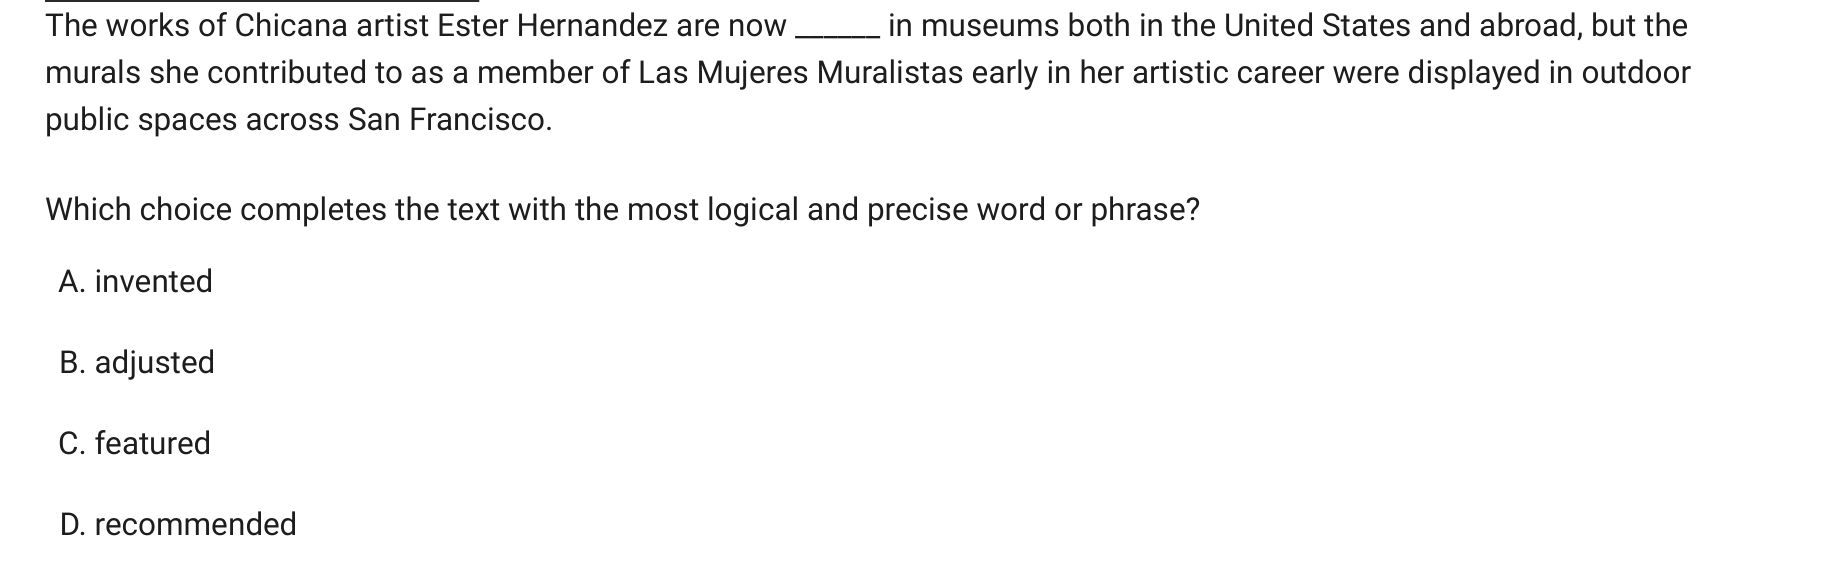 The works of Chicana artist Ester Hernandez are now ______ in museums both in the United States and abroad, but the
murals she contributed to as a member of Las Mujeres Muralistas early in her artistic career were displayed in outdoor
public spaces across San Francisco.
Which choice completes the text with the most logical and precise word or phrase?
A. invented
B. adjusted
C. featured
D. recommended